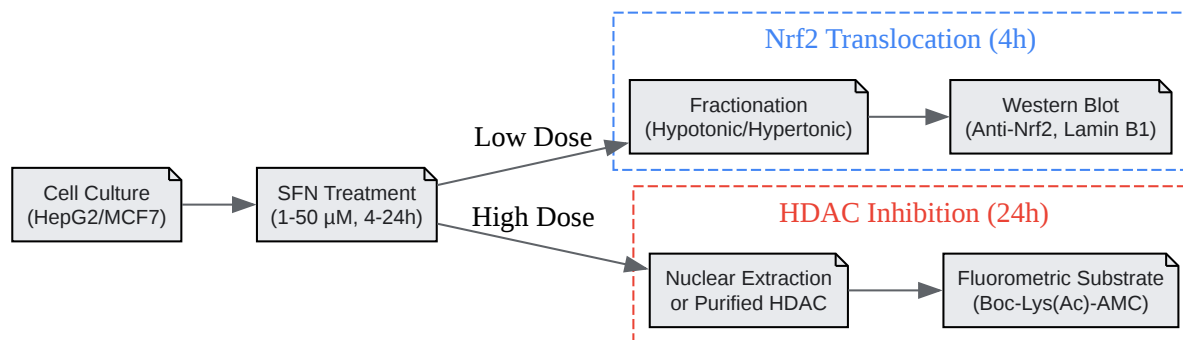 Cell Culture
(HepG2/MCF7)
SFN Treatment
(1-50 µM, 4-24h)
Low Dose
High Dose
Nrf2 Translocation (4h)
Fractionation
(Hypotonic/Hypertonic)
Western Blot
(Anti-Nrf2, Lamin B1)
HDAC Inhibition (24h)
Nuclear Extraction
or Purified HDAC
Fluorometric Substrate
(Boc-Lys(Ac)-AMC)